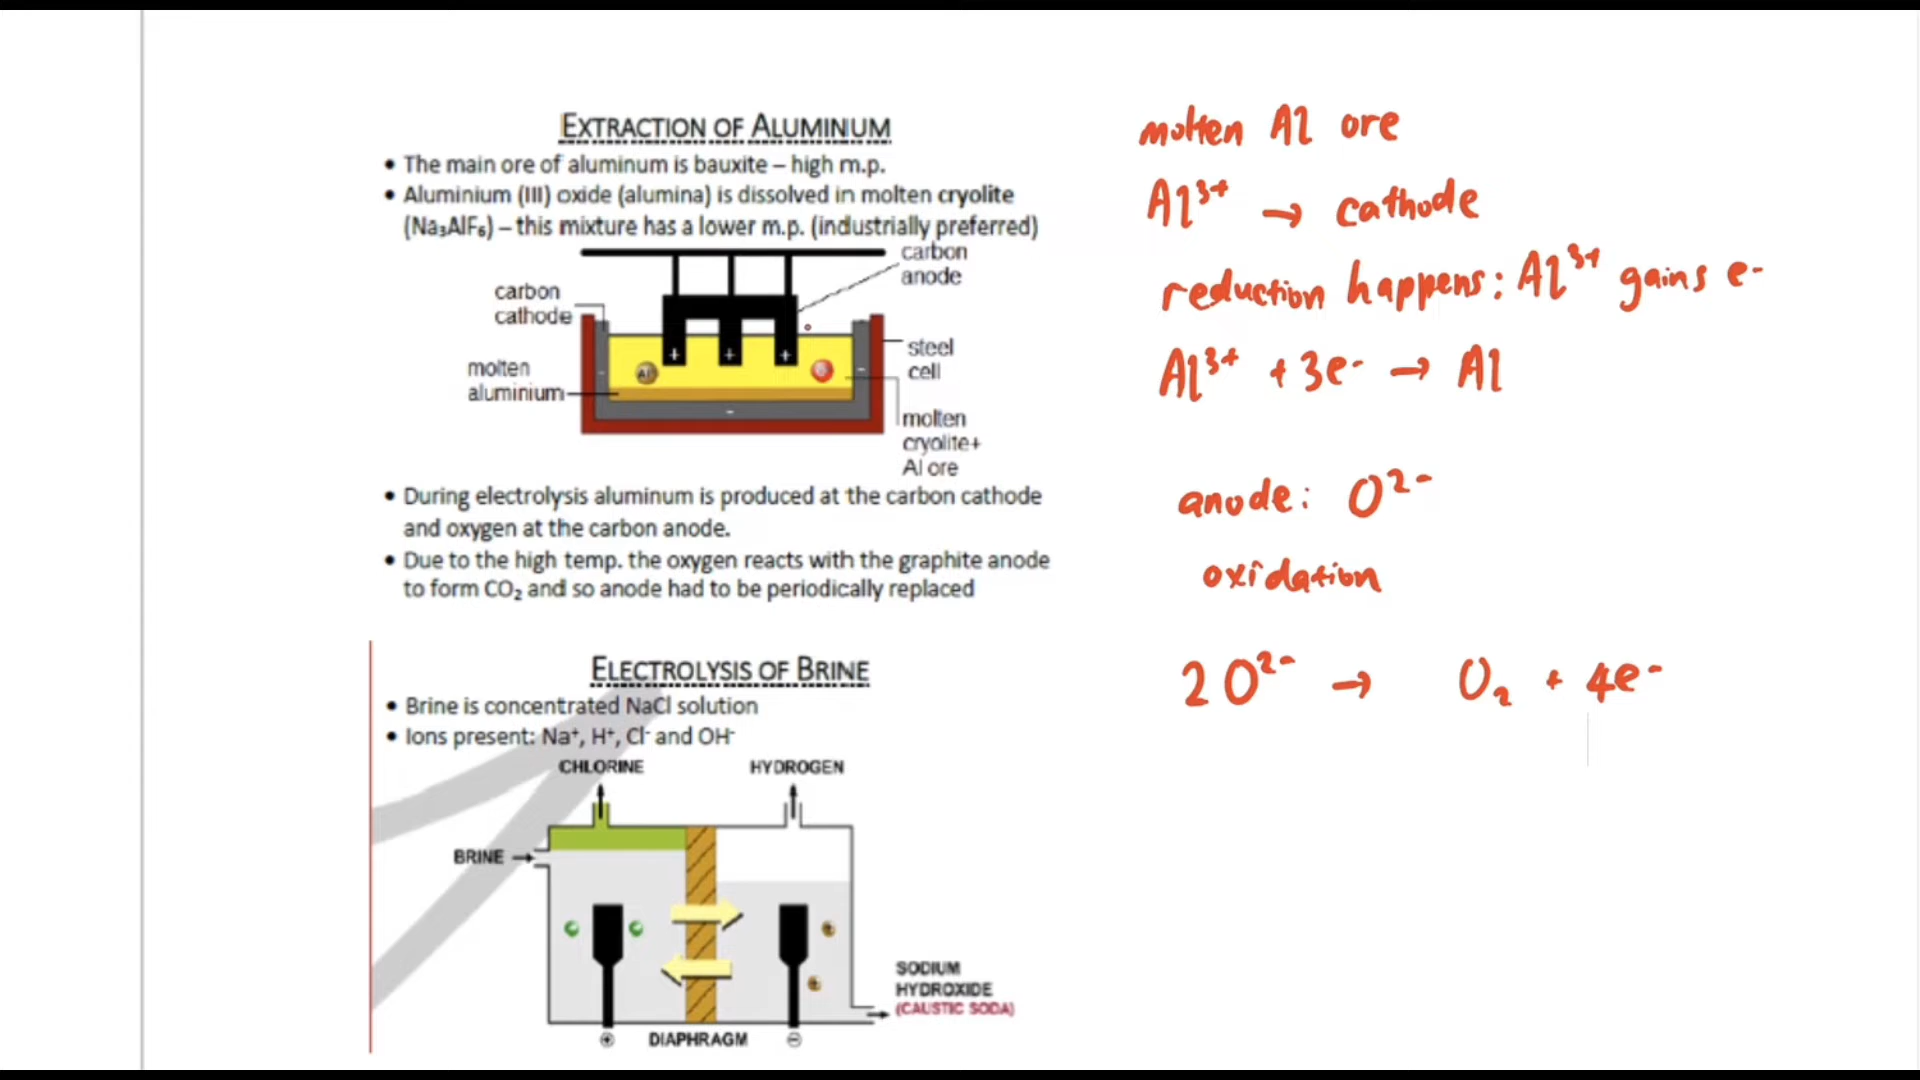 EXTRACTION OF ALUMINUM
• The main ore of aluminum is bauxite – high m.p.
• Aluminium (III) oxide (alumina) is dissolved in molten cryolite
(Na₃AlF₆) – this mixture has a lower m.p. (industrially preferred)
carbon
anode
carbon
cathode
steel
cell
molten
aluminium
+ + +
Al
-
-
-
molten
cryolite+
Al ore
• During electrolysis aluminum is produced at the carbon cathode
and oxygen at the carbon anode.
• Due to the high temp. the oxygen reacts with the graphite anode
to form CO₂ and so anode had to be periodically replaced
ELECTROLYSIS OF BRINE
• Brine is concentrated NaCl solution
• Ions present: Na⁺, H⁺, Cl⁻ and OH⁻
CHLORINE
HYDROGEN
BRINE
SODIUM
HYDROXIDE
(CAUSTIC SODA)
+
DIAPHRAGM
−
molten Al ore
Al³⁺ → cathode
reduction happens: Al³⁺ gains e⁻
Al³⁺ + 3e⁻ → Al
anode: O²⁻
oxidation
2 O²⁻ → O₂ + 4e⁻